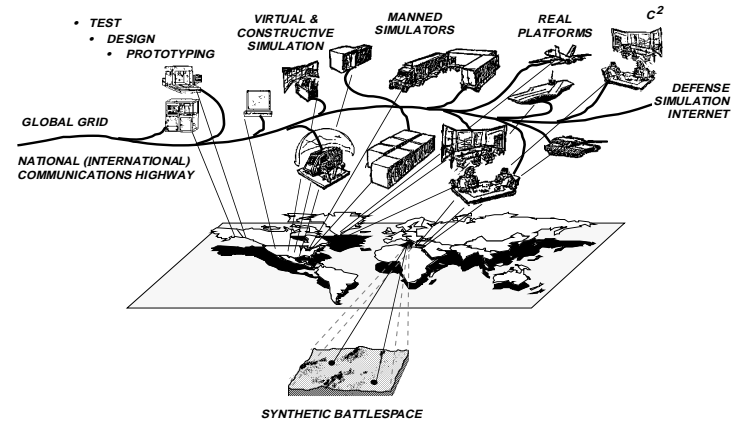 • TEST
• DESIGN
• PROTOTYPING
VIRTUAL &
CONSTRUCTIVE
SIMULATION
MANNED
SIMULATORS
REAL
PLATFORMS
C²
DEFENSE
SIMULATION
INTERNET
GLOBAL GRID
NATIONAL (INTERNATIONAL)
COMMUNICATIONS HIGHWAY
SYNTHETIC BATTLESPACE